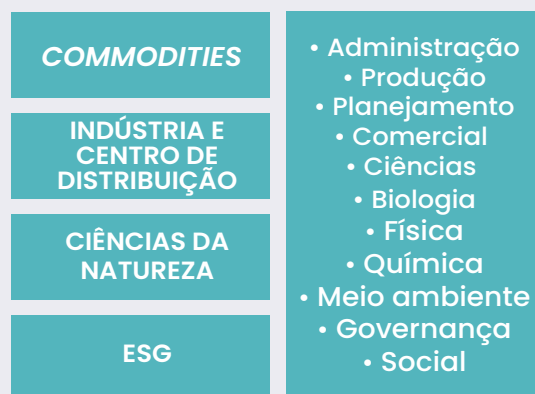 COMMODITIES
INDÚSTRIA E
CENTRO DE
DISTRIBUIÇÃO
CIÊNCIAS DA
NATUREZA
ESG
• Administração
• Produção
• Planejamento
• Comercial
• Ciências
• Biologia
• Física
• Química
• Meio ambiente
• Governança
• Social